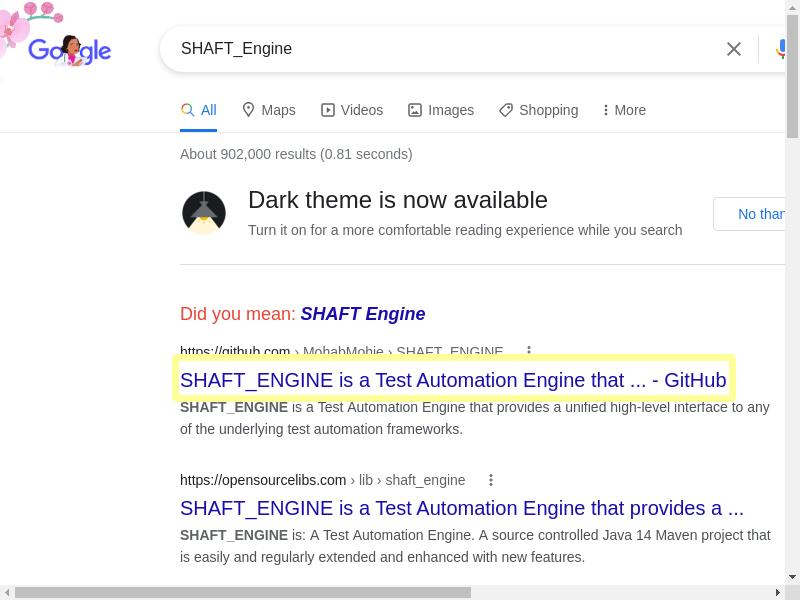 Google
SHAFT_Engine
All
Maps
Videos
Images
Shopping
More
About 902,000 results (0.81 seconds)
Dark theme is now available
Turn it on for a more comfortable reading experience while you search
No than
Did you mean: SHAFT Engine
https://github.com › MohabMohie › SHAFT_ENGINE
SHAFT_ENGINE is a Test Automation Engine that ... - GitHub
SHAFT_ENGINE is a Test Automation Engine that provides a unified high-level interface to any
of the underlying test automation frameworks.
https://opensourcelibs.com › lib › shaft_engine
SHAFT_ENGINE is a Test Automation Engine that provides a ...
SHAFT_ENGINE is: A Test Automation Engine. A source controlled Java 14 Maven project that
is easily and regularly extended and enhanced with new features.